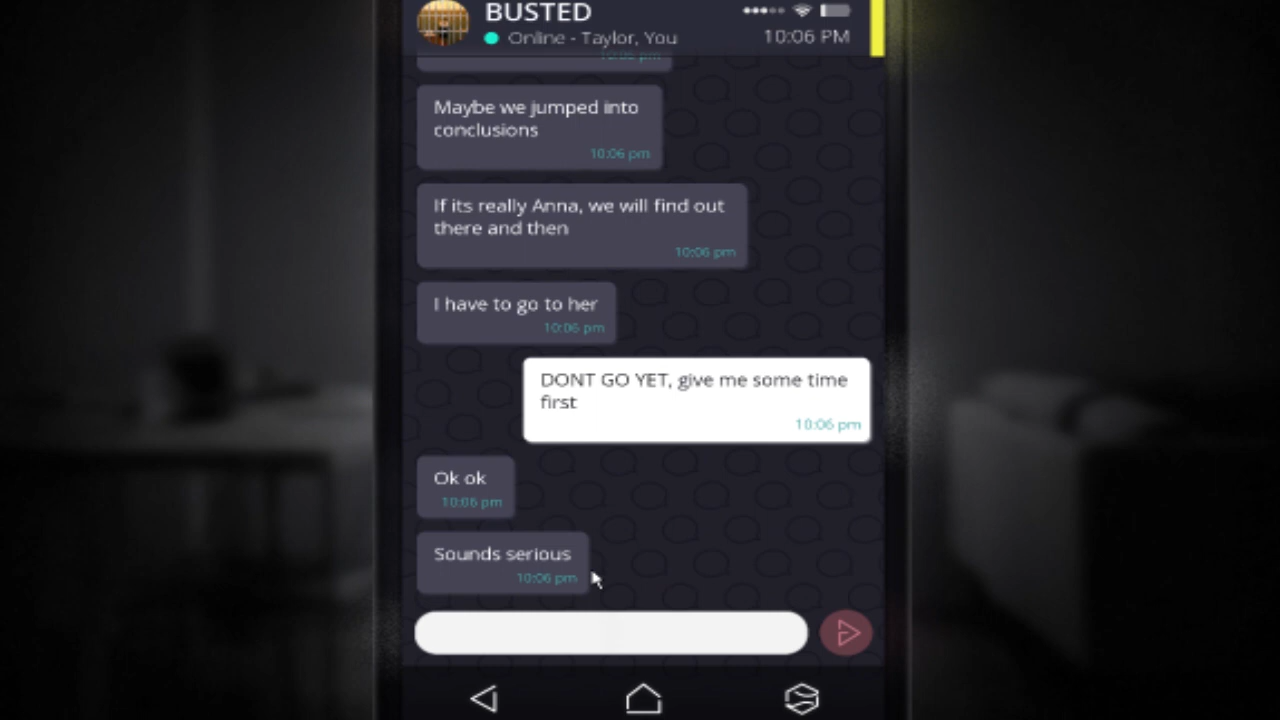 BUSTED
Online - Taylor, You
10:06 PM
10:06 pm
Maybe we jumped into
conclusions
10:06 pm
If its really Anna, we will find out
there and then
10:06 pm
I have to go to her
10:06 pm
DONT GO YET, give me some time
first
10:06 pm
Ok ok
10:06 pm
Sounds serious
10:06 pm